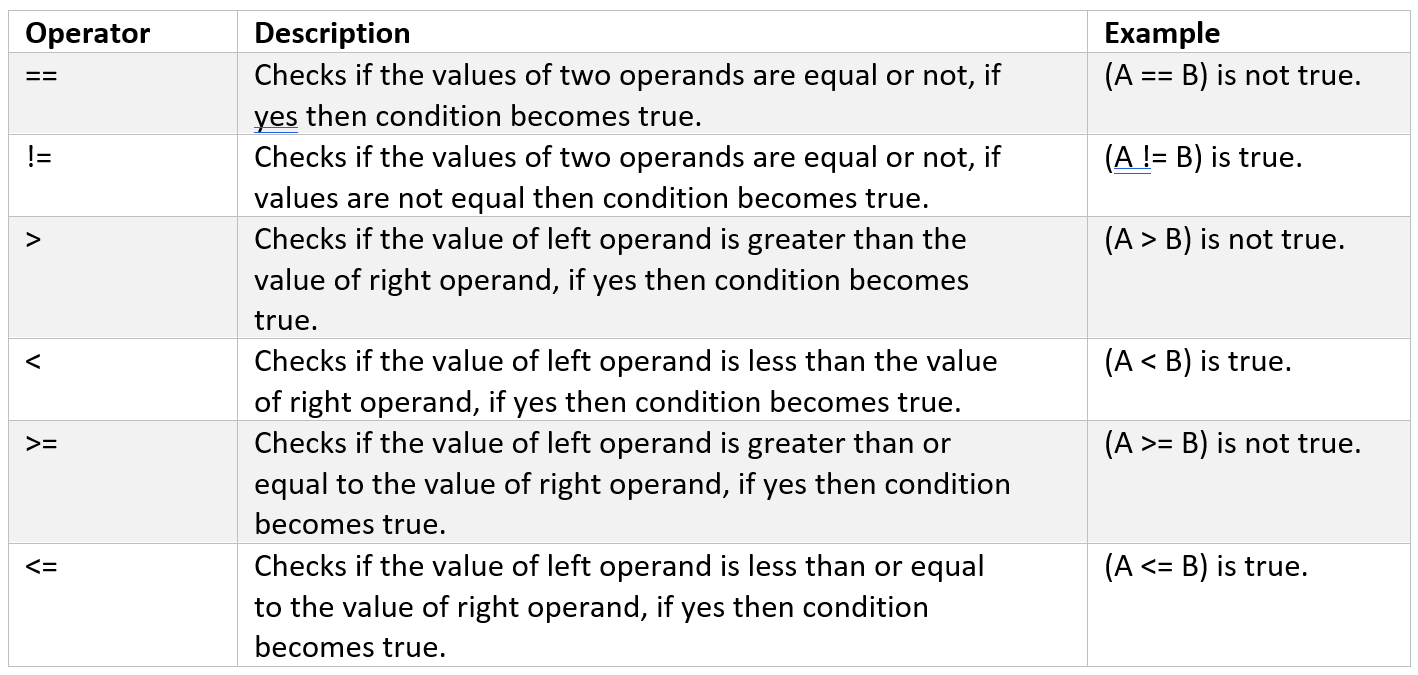 Operator Description Example
== Checks if the values of two operands are equal or not, if (A == B) is not true.
yes then condition becomes true.
!= Checks if the values of two operands are equal or not, if (A != B) is true.
values are not equal then condition becomes true.
> Checks if the value of left operand is greater than the (A > B) is not true.
value of right operand, if yes then condition becomes
true.
< Checks if the value of left operand is less than the value (A < B) is true.
of right operand, if yes then condition becomes true.
>= Checks if the value of left operand is greater than or (A >= B) is not true.
equal to the value of right operand, if yes then condition
becomes true.
<= Checks if the value of left operand is less than or equal (A <= B) is true.
to the value of right operand, if yes then condition
becomes true.